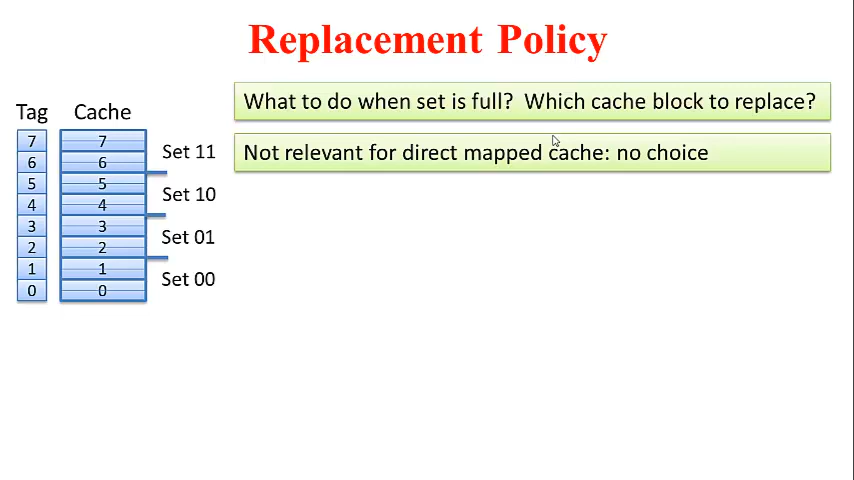 Replacement Policy
What to do when set is full? Which cache block to replace?
Not relevant for direct mapped cache: no choice
Tag Cache
7 7
6 6
Set 11
5 5
4 4
Set 10
3 3
2 2
Set 01
1 1
0 0
Set 00